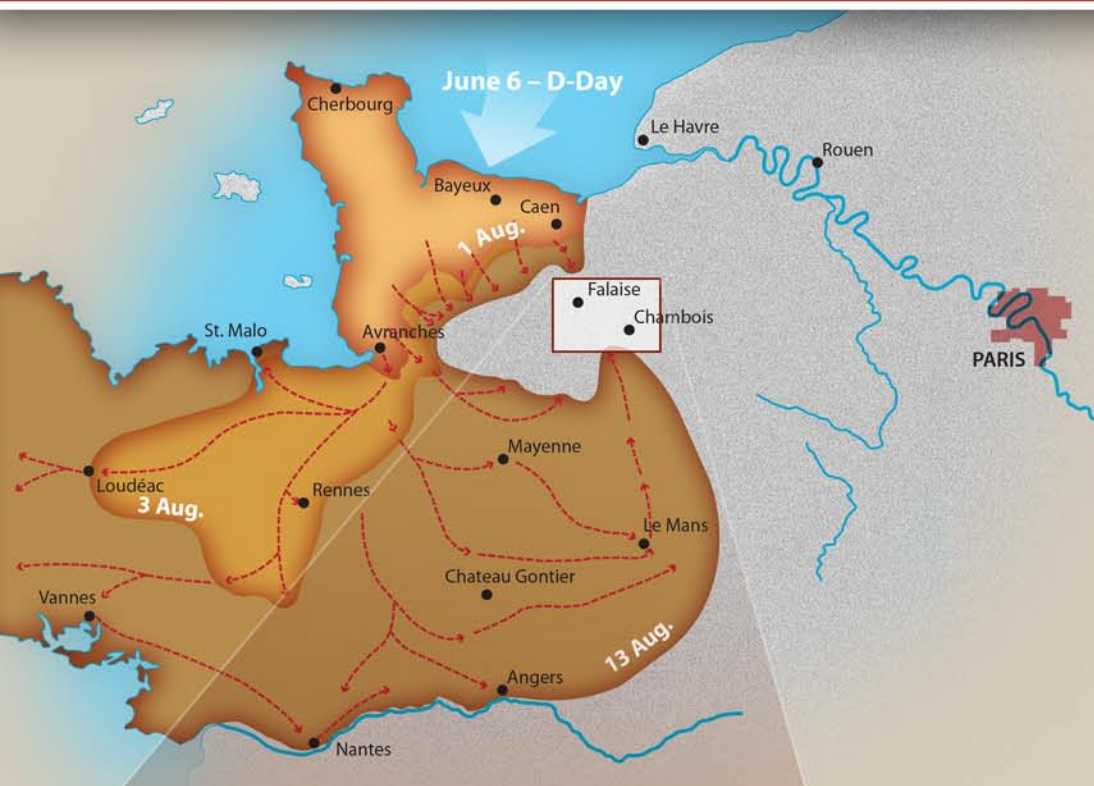 June 6 – D-Day
Cherbourg
Le Havre
Rouen
Bayeux
Caen
1 Aug.
Falaise
Chambois
St. Malo
Avranches
PARIS
Mayenne
Loudéac
Rennes
3 Aug.
Le Mans
Chateau Gontier
Vannes
13 Aug.
Angers
Nantes